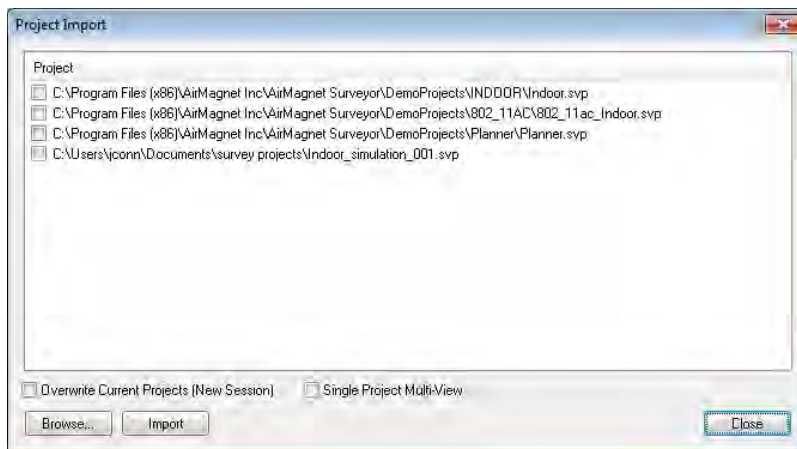 Project Import
Project
C:\Program Files (x86)\AirMagnet Inc\AirMagnet Surveyor\DemoProjects\INDOOR\Indoor.svp
C:\Program Files (x86)\AirMagnet Inc\AirMagnet Surveyor\DemoProjects\802_11AC\802_11ac_Indoor.svp
C:\Program Files (x86)\AirMagnet Inc\AirMagnet Surveyor\DemoProjects\Planner\Planner.svp
C:\Users\jconn\Documents\survey projects\Indoor_simulation_001.svp
Overwrite Current Projects (New Session) Single Project Multi-View
Browse... Import Close